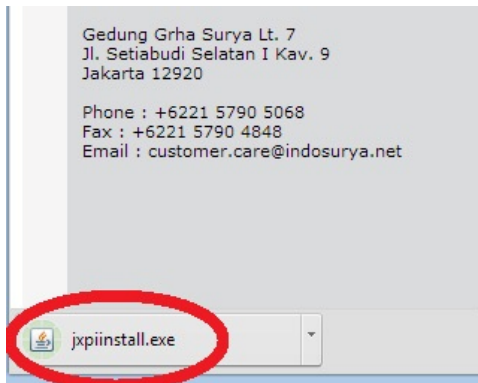 Gedung Grha Surya Lt. 7
Jl. Setiabudi Selatan I Kav. 9
Jakarta 12920
Phone : +6221 5790 5068
Fax : +6221 5790 4848
Email : customer.care@indosurya.net
jxpiinstall.exe